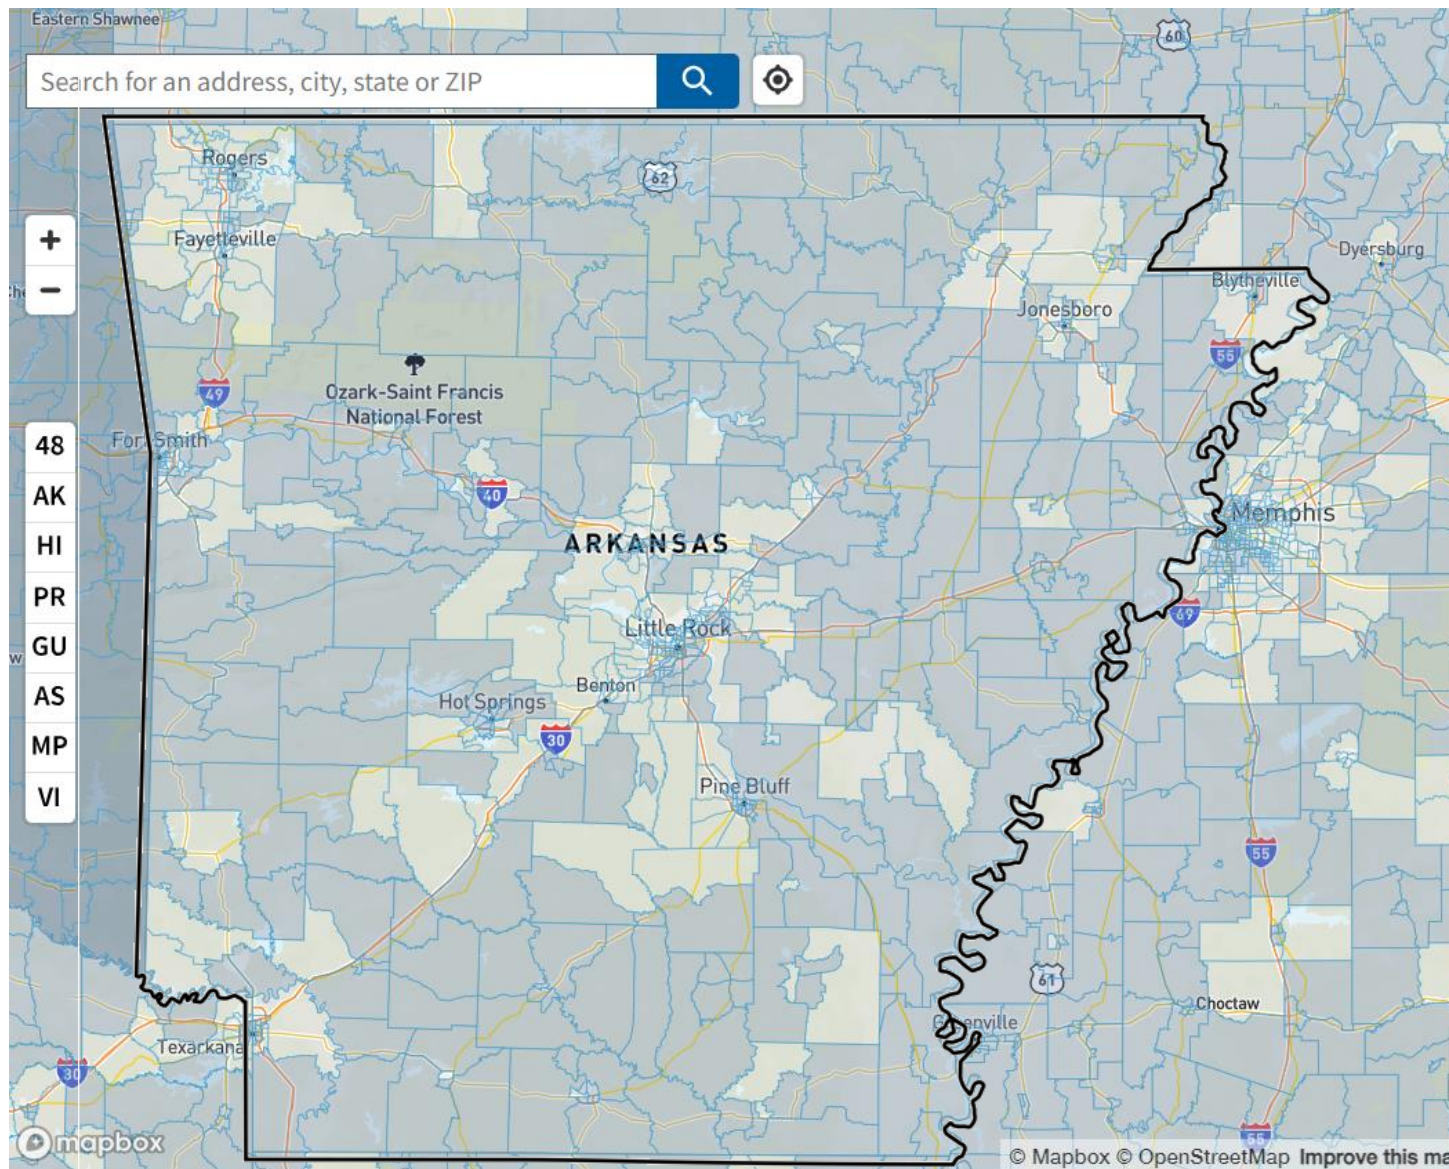 Eastern Shawnee
60
Search for an address, city, state or ZIP
Rogers
62
+
Fayetteville
Dyersburg
−
Blytheville
Jonesboro
55
49
Ozark-Saint Francis
National Forest
48
Fort Smith
AK
40
Memphis
HI
ARKANSAS
PR
69
Little Rock
GU
AS
Benton
Hot Springs
MP
30
Pine Bluff
VI
55
61
Choctaw
Greenville
Texarkana
30
55
mapbox
© Mapbox © OpenStreetMap Improve this ma